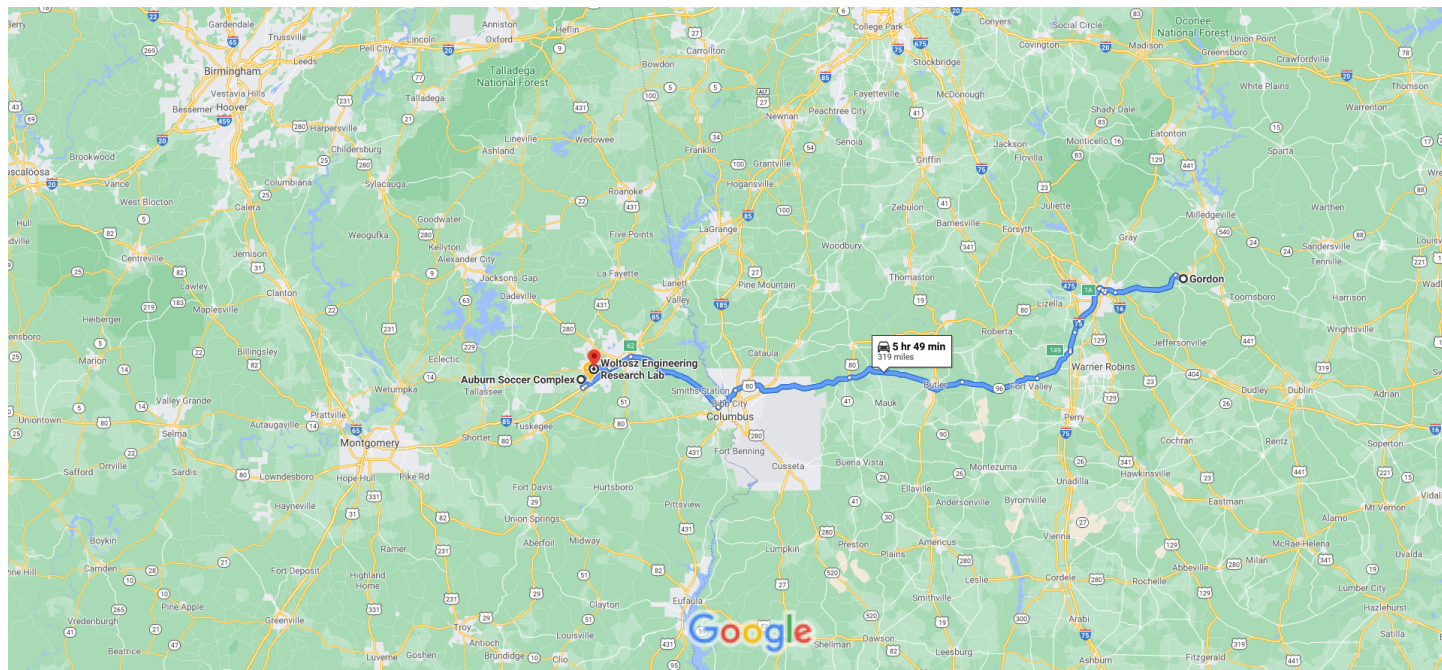 Berry
Gardendale
Trussville
Leeds
Pell City
Lincoln
Anniston
Oxford
Heflin
Carrollton
College Park
Conyers
Social Circle
Covington
Madison
Oconee
National Forest
Union Point
Greensboro
Crawfordville
Birmingham
Vestavia Hills
Hoover
Bessemer
Talladega
National Forest
Talladega
Bowdon
Newnan
Peachtree City
Fayetteville
Stockbridge
McDonough
Shady Dale
Eatonton
White Plains
Warrenton
Thomson
Harpersville
Childersburg
Sylacauga
Lineville
Ashland
Wedowee
Franklin
Grantville
Senoia
Griffin
Jackson
Flovilla
Monticello
Sparta
Brookwood
Vance
West Blocton
Columbiana
Calera
Roanoke
Hogansville
LaGrange
Zebulon
Barnesville
Juliette
Milledgeville
Warthen
Goodwater
Weogufka
Kellyton
Alexander City
Five Points
Woodbury
Forsyth
Gray
Sandersville
Tennille
Centreville
Lawley
Jemison
Clanton
Maplesville
Jacksons' Gap
Dadeville
La Fayette
Lanett
Valley
Pine Mountain
Thomaston
Lizella
Gordon
Toomsboro
Harrison
Heiberger
Marion
Billingsley
Eclectic
Wetumpka
Tallassee
Cataula
Roberta
Jeffersonville
Wrightsville
5 hr 49 min
319 miles
Woltosz Engineering
Research Lab
Auburn Soccer Complex
Smiths Station
Bibb City
Columbus
Mauk
Butler
Fort Valley
Warner Robins
Perry
Dudley
Dublin
Adrian
Uniontown
Valley Grande
Selma
Autaugaville
Prattville
Montgomery
Shorter
Tuskegee
Fort Benning
Cusseta
Buena Vista
Montezuma
Cochran
Rentz
Soperton
Safford
Orrville
Sardis
Lowndesboro
Hope Hull
Pike Rd
Fort Davis
Hurtsboro
Ellaville
Andersonville
Byromville
Unadilla
Hawkinsville
Eastman
Hayneville
Union Springs
Pittsview
Vienna
Alamo
Mt Vernon
Boykin
Ramer
Aberfoil
Midway
Lumpkin
Preston
Plains
Americus
McRae-Helena
Camden
Fort Deposit
Highland
Home
Leslie
Cordele
Rochelle
Abbeville
Milan
Uvalda
Pine Apple
Vredenburgh
Clayton
Eufaula
Smithville
Lumber City
Hazlehurst
Beatrice
Greenville
Troy
Louisville
Google
Arabi
Fitzgerald
Satilla
Luverne
Goshen
Antioch
Brundidge
Clio
Shellman
Dawson
Sasser
Ashburn
Ocilla
Broxton